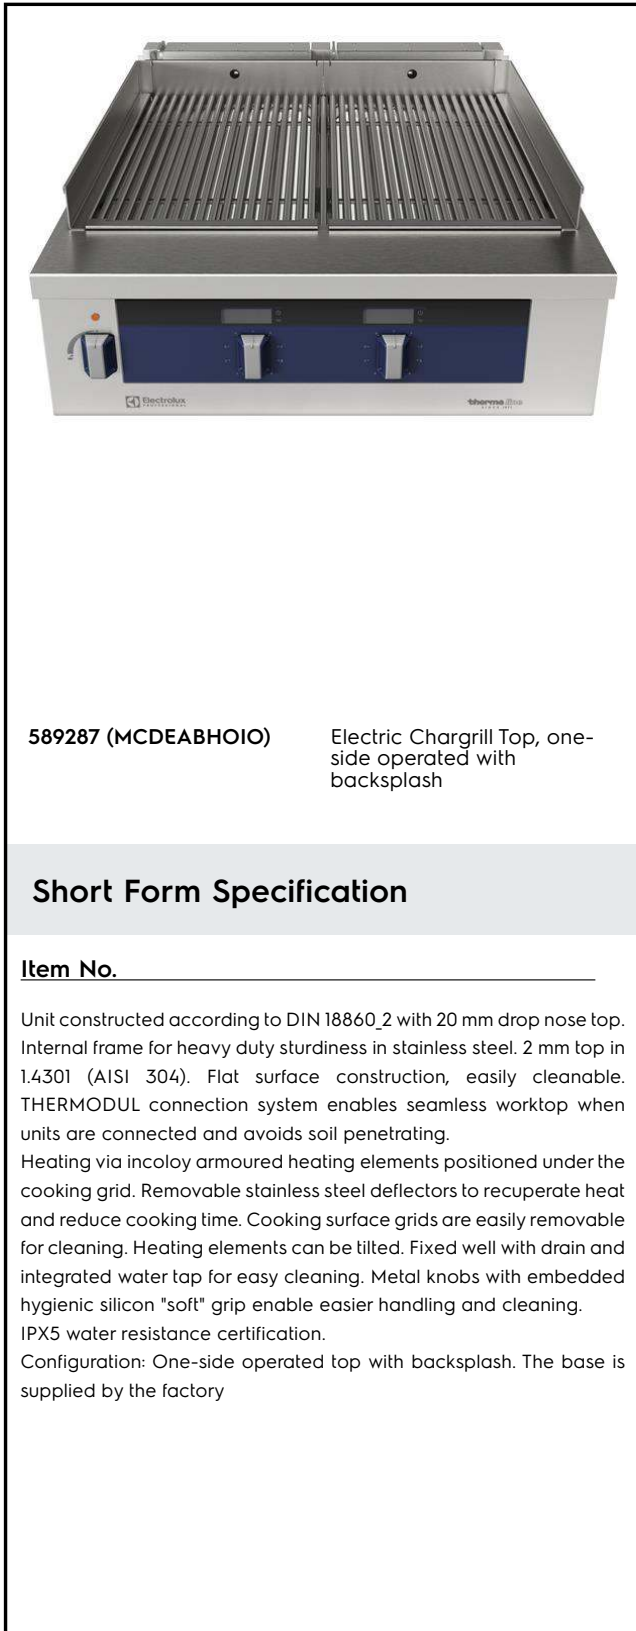 Electrolux
PROFESSIONAL
thermaline
589287 (MCDEABHOIO)
Electric Chargrill Top, one-
side operated with
backsplash
Short Form Specification
Item No.
Unit constructed according to DIN 18860_2 with 20 mm drop nose top.
Internal frame for heavy duty sturdiness in stainless steel. 2 mm top in
1.4301 (AISI 304). Flat surface construction, easily cleanable.
THERMODUL connection system enables seamless worktop when
units are connected and avoids soil penetrating.
Heating via incoloy armoured heating elements positioned under the
cooking grid. Removable stainless steel deflectors to recuperate heat
and reduce cooking time. Cooking surface grids are easily removable
for cleaning. Heating elements can be tilted. Fixed well with drain and
integrated water tap for easy cleaning. Metal knobs with embedded
hygienic silicon "soft" grip enable easier handling and cleaning.
IPX5 water resistance certification.
Configuration: One-side operated top with backsplash. The base is
supplied by the factory